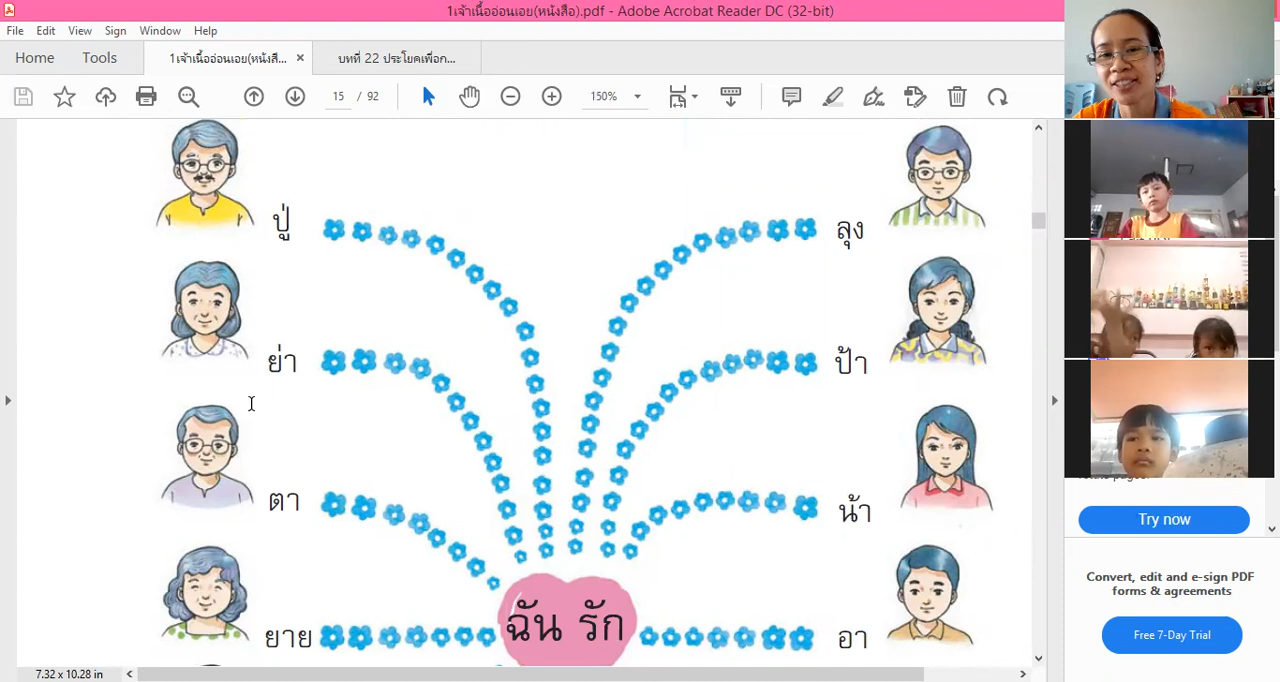 1เจ้าเนื้ออ่อนเอย(หนังสือ).pdf - Adobe Acrobat Reader DC (32-bit)
File Edit View Sign Window Help
Home Tools 1เจ้าเนื้ออ่อนเอย(หนังสื... × บทที่ 22 ประโยคเพื่อก...
15 / 92 150%
ปู่ ลุง
ย่า ป้า
ตา น้า
ยาย ฉัน รัก อา
Try now
Convert, edit and e-sign PDF
forms & agreements
Free 7-Day Trial
7.32 x 10.28 in